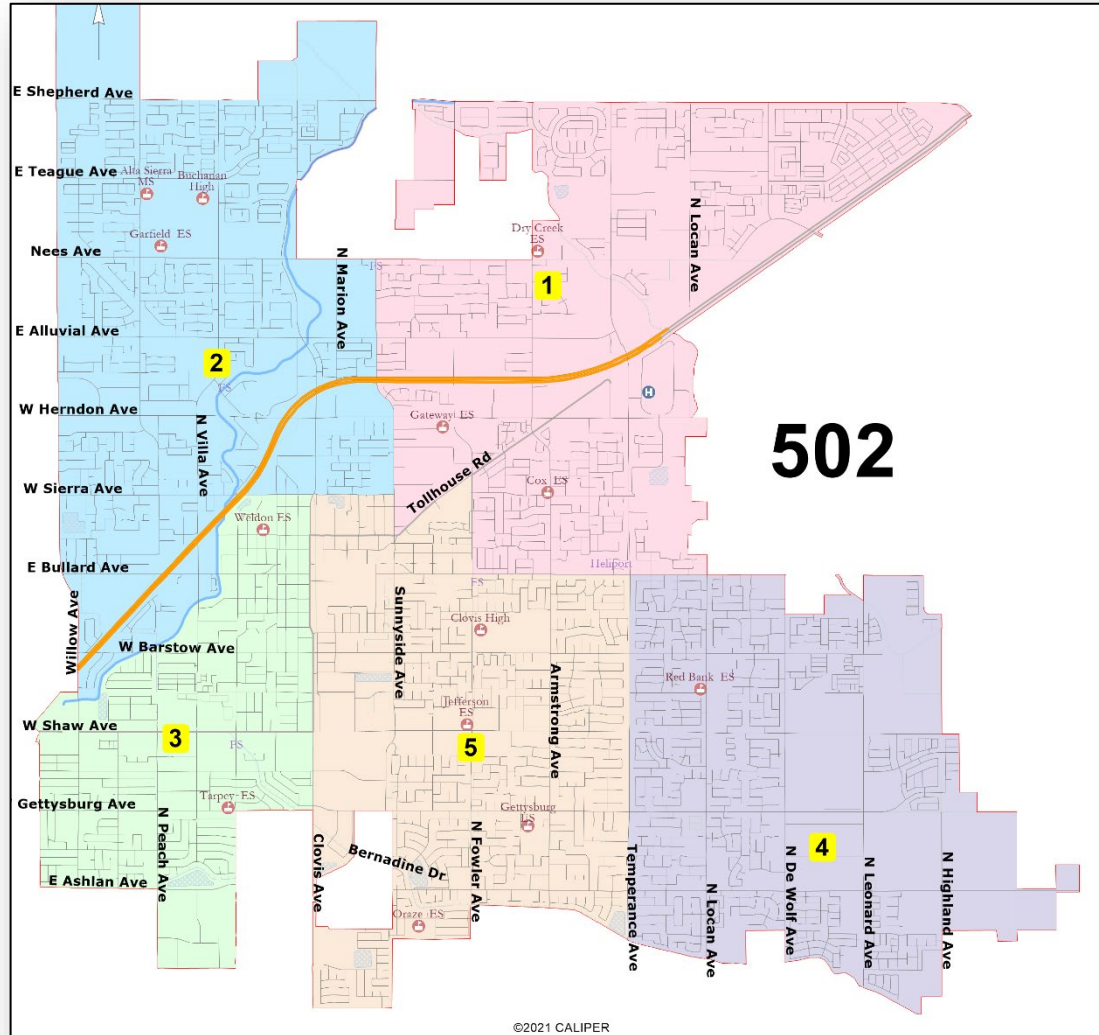 E Shepherd Ave
E Teague Ave
Alta Sierra
MS
Buchanan
High
Garfield ES
Nees Ave
N Marion Ave
FS
Dry Creek
ES
N Locan Ave
1
E Alluvial Ave
2
FS
W Herndon Ave
N Villa Ave
Gateway ES
H
502
Tollhouse Rd
W Sierra Ave
Cox ES
Weldon ES
E Bullard Ave
Heliport
FS
Willow Ave
Sunnyside Ave
Clovis High
W Barstow Ave
Armstrong Ave
Red Bank ES
Jefferson
ES
W Shaw Ave
3
FS
5
Gettysburg Ave
Tarpey ES
N Peach Ave
Clovis Ave
Bernadine Dr
N Fowler Ave
Gettysburg
ES
Temperance Ave
4
N Locan Ave
N De Wolf Ave
N Leonard Ave
N Highland Ave
E Ashlan Ave
Oraze ES
©2021 CALIPER